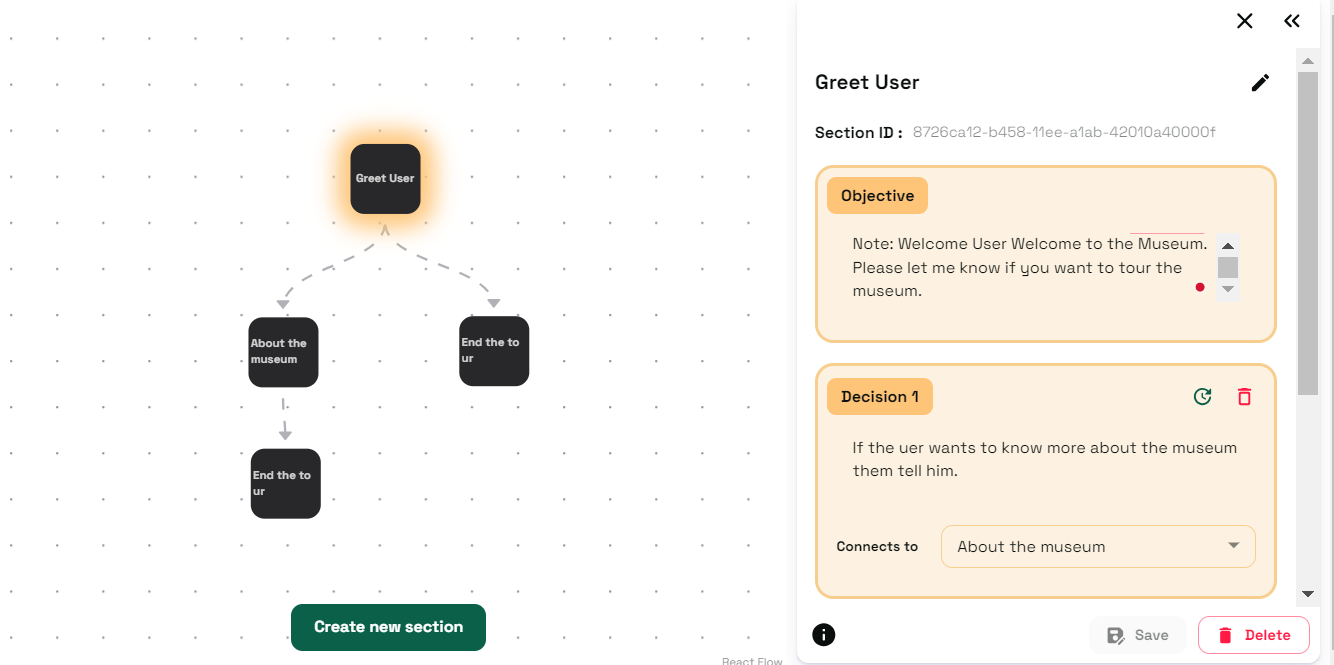 Greet User
About the
museum
End the to
ur
End the to
ur
Create new section
React Flow
Greet User
Section ID : 8726ca12-b458-11ee-a1ab-42010a40000f
Objective
Note: Welcome User Welcome to the Museum.
Please let me know if you want to tour the
museum.
Decision 1
If the uer wants to know more about the museum
them tell him.
Connects to About the museum
Save Delete